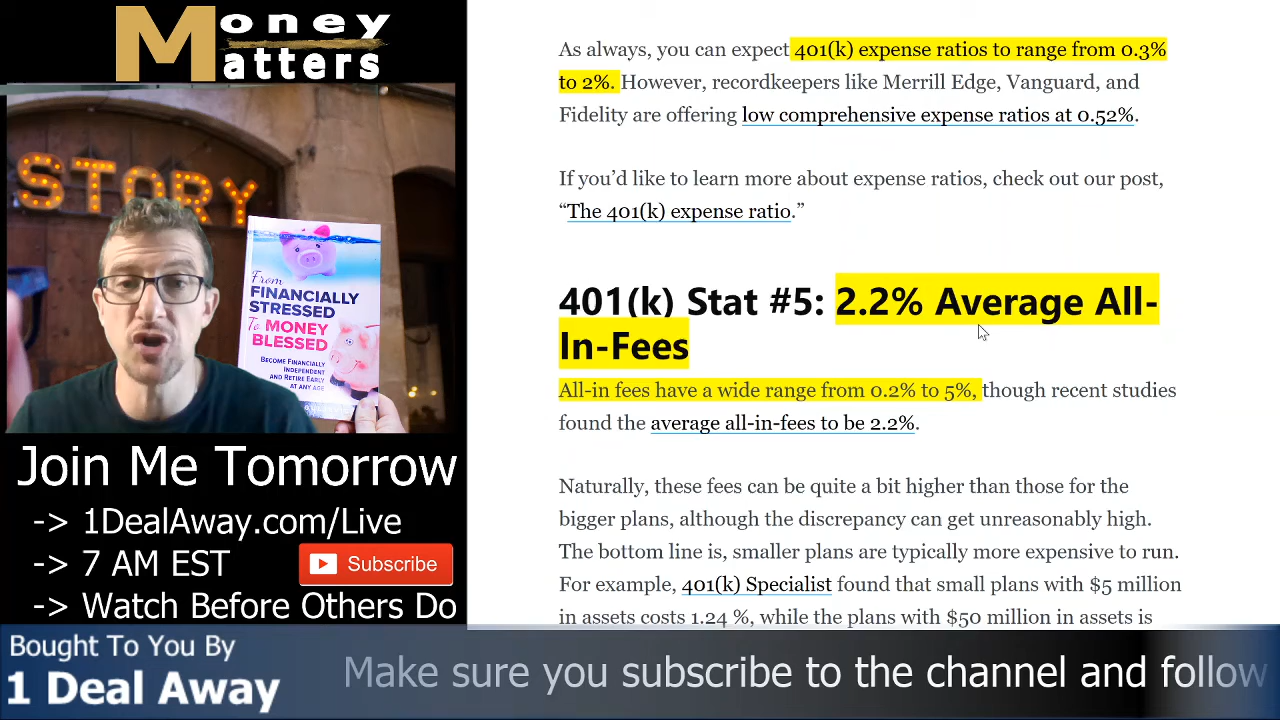 Money
Matters
STORY
From
FINANCIALLY
STRESSED
To MONEY
BLESSED
BECOME FINANCIALLY
INDEPENDENT
AND RETIRE EARLY
AT ANY AGE
Join Me Tomorrow
-> 1DealAway.com/Live
-> 7 AM EST
Subscribe
-> Watch Before Others Do
As always, you can expect 401(k) expense ratios to range from 0.3%
to 2%. However, recordkeepers like Merrill Edge, Vanguard, and
Fidelity are offering low comprehensive expense ratios at 0.52%.
If you’d like to learn more about expense ratios, check out our post,
“The 401(k) expense ratio.”
401(k) Stat #5: 2.2% Average All-
In-Fees
All-in fees have a wide range from 0.2% to 5%, though recent studies
found the average all-in-fees to be 2.2%.
Naturally, these fees can be quite a bit higher than those for the
bigger plans, although the discrepancy can get unreasonably high.
The bottom line is, smaller plans are typically more expensive to run.
For example, 401(k) Specialist found that small plans with $5 million
in assets costs 1.24 %, while the plans with $50 million in assets is
Bought To You By
1 Deal Away
Make sure you subscribe to the channel and follow